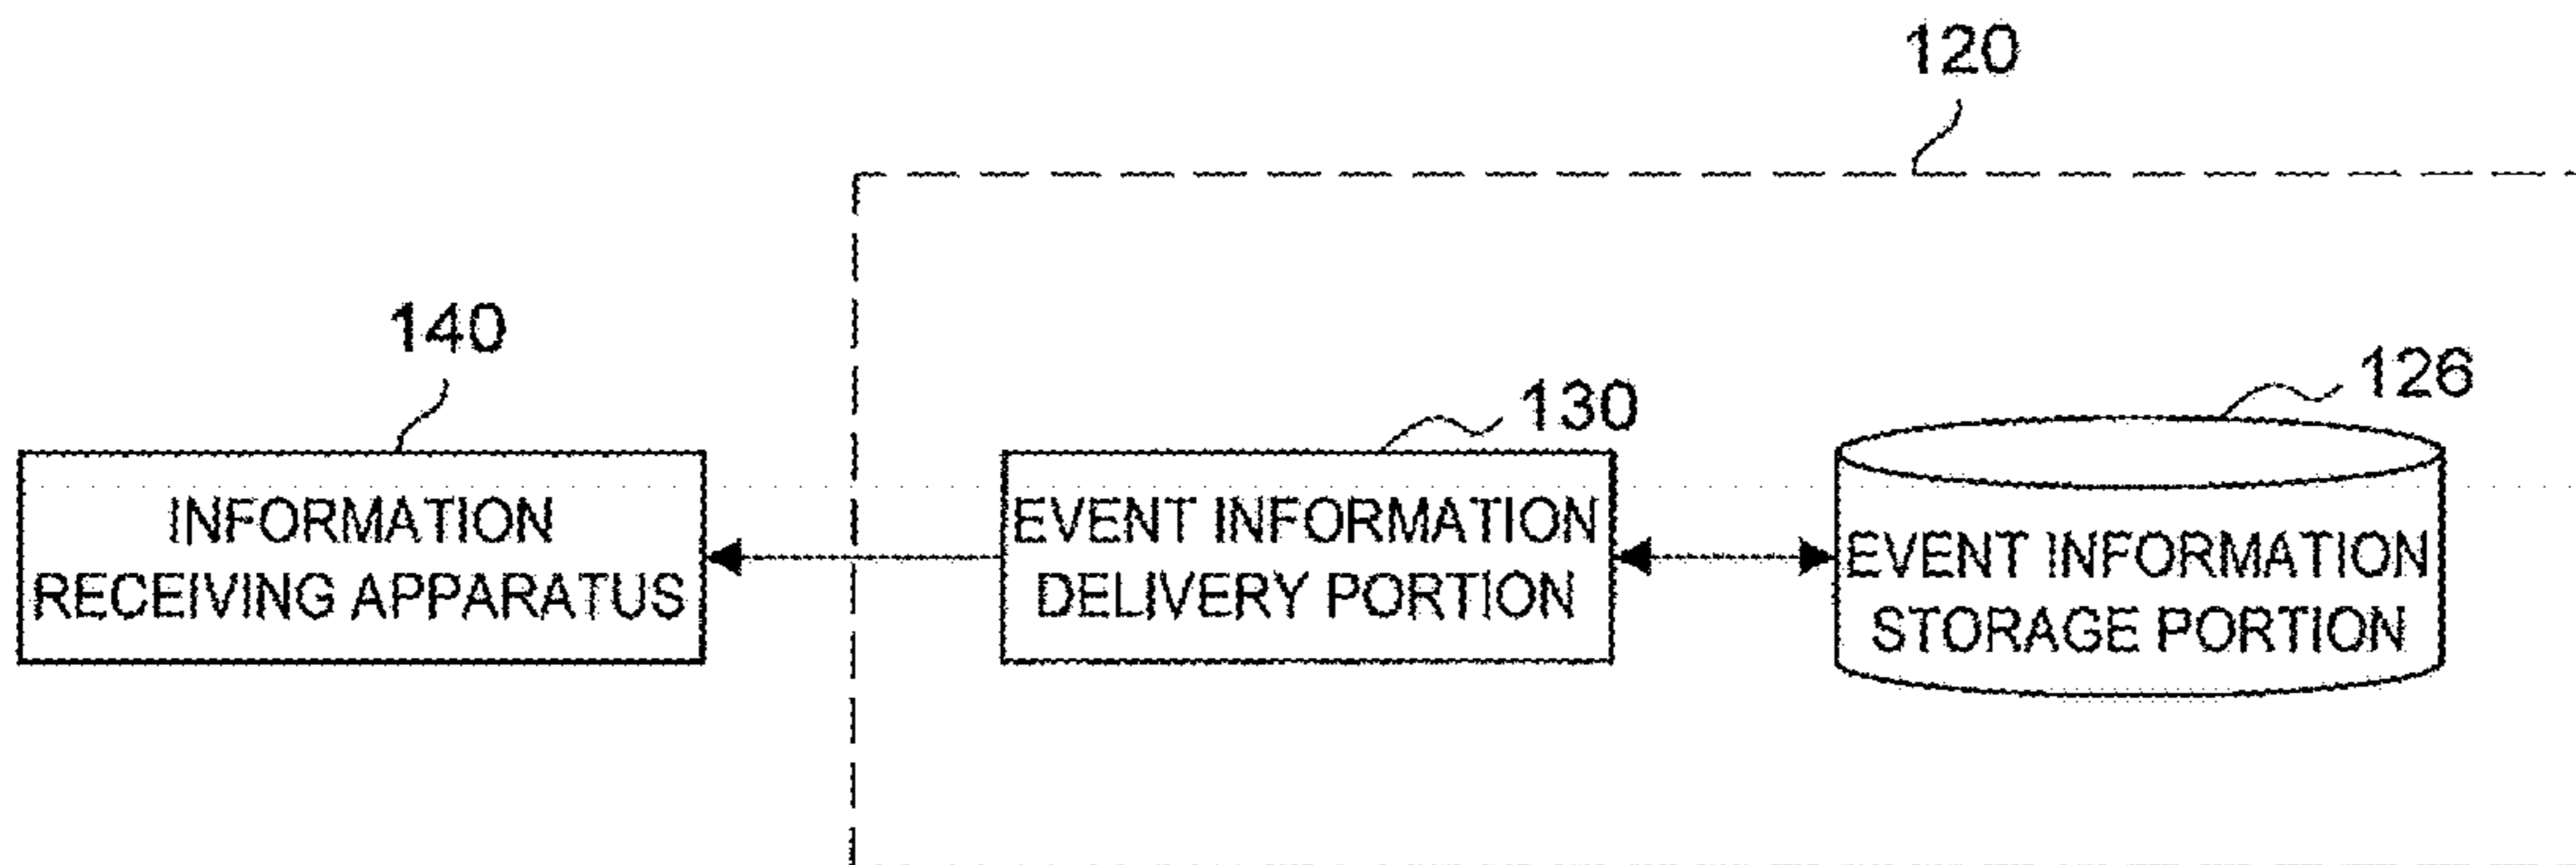 120
140
130
126
INFORMATION
RECEIVING APPARATUS
EVENT INFORMATION
DELIVERY PORTION
EVENT INFORMATION
STORAGE PORTION